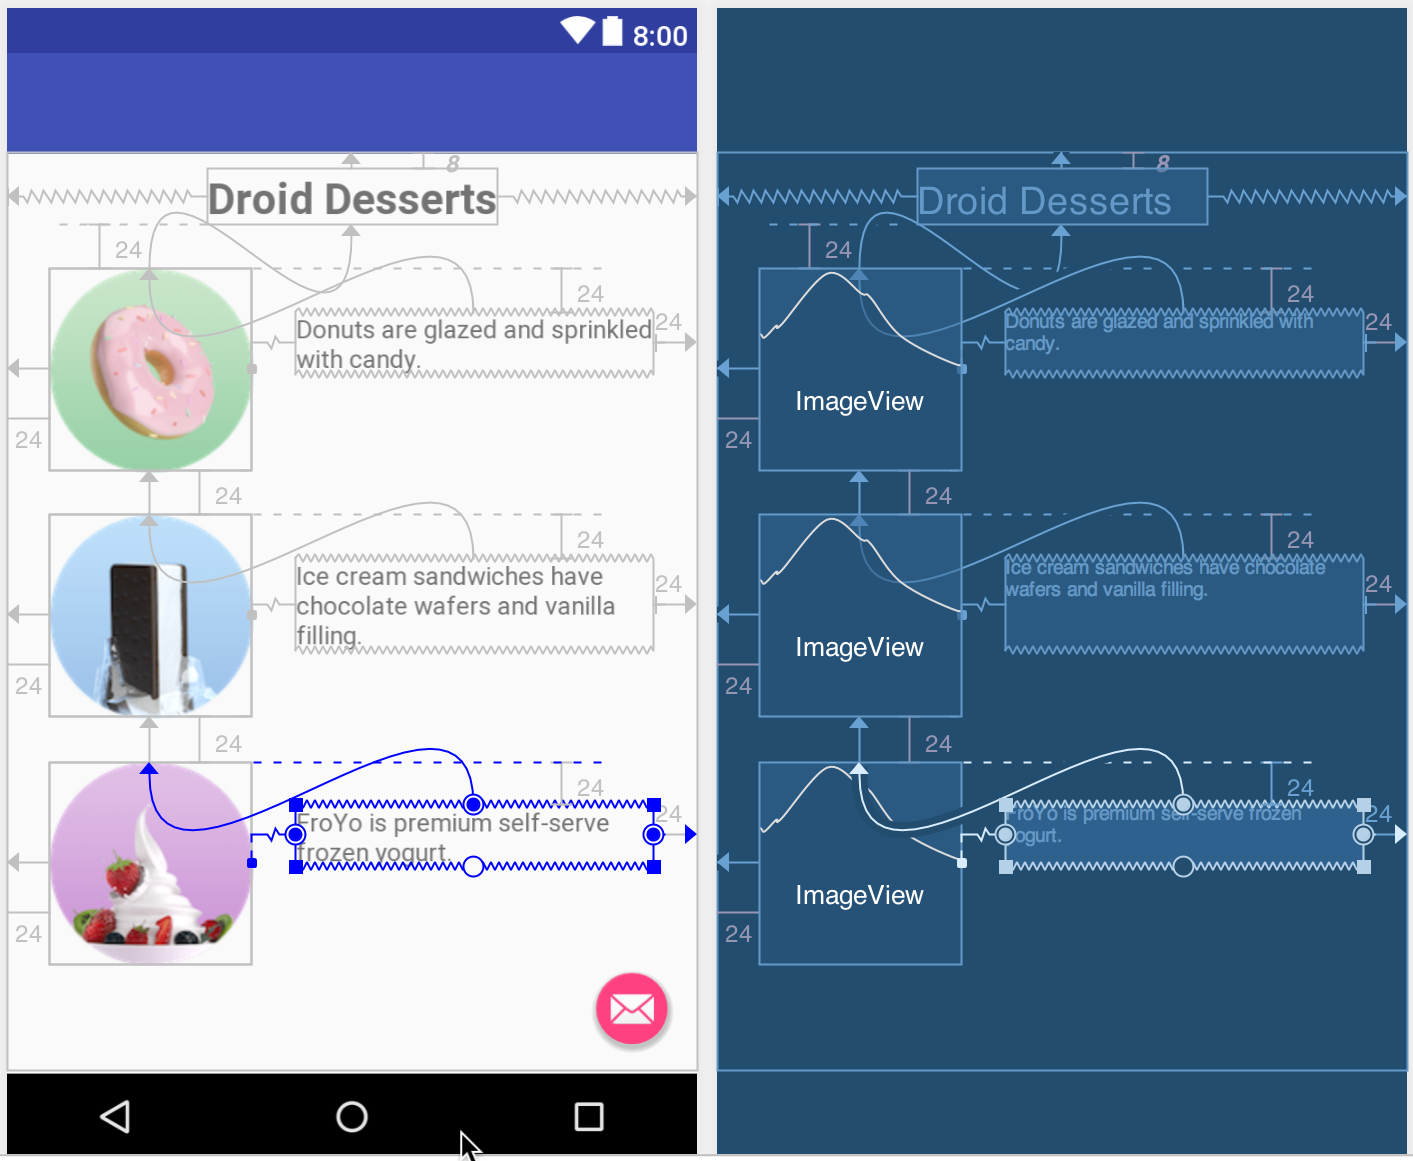 8:00
8
Droid Desserts
24
24
Donuts are glazed and sprinkled
with candy.
24
24
24
24
Ice cream sandwiches have
chocolate wafers and vanilla
filling.
24
24
24
24
FroYo is premium self-serve
frozen yogurt.
24
24
8
Droid Desserts
24
24
Donuts are glazed and sprinkled with
candy.
24
ImageView
24
24
24
Ice cream sandwiches have chocolate
wafers and vanilla filling.
24
ImageView
24
24
24
FroYo is premium self-serve frozen
yogurt.
24
ImageView
24